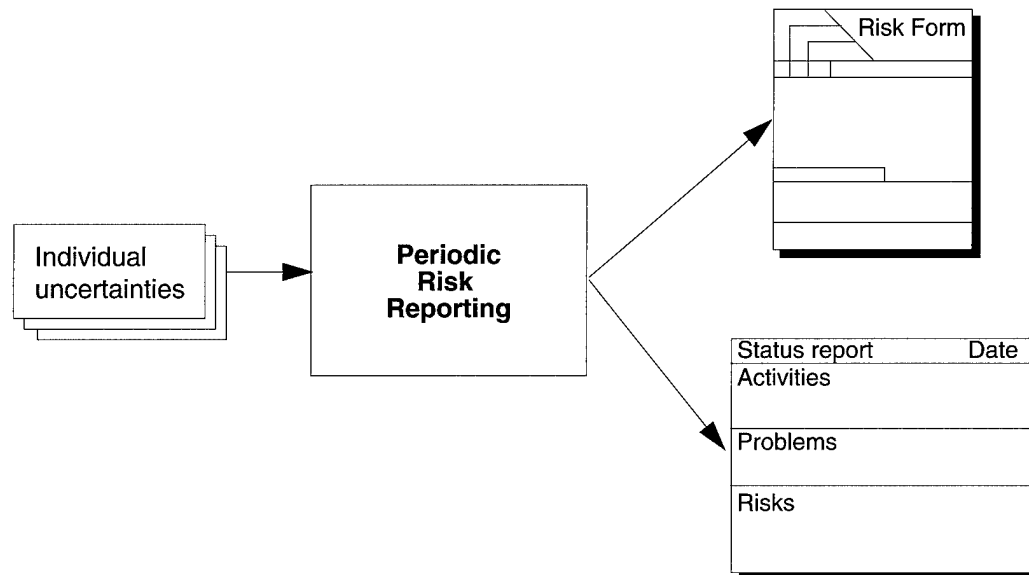 Risk Form
Individual
uncertainties
Periodic
Risk
Reporting
Status report Date
Activities
Problems
Risks